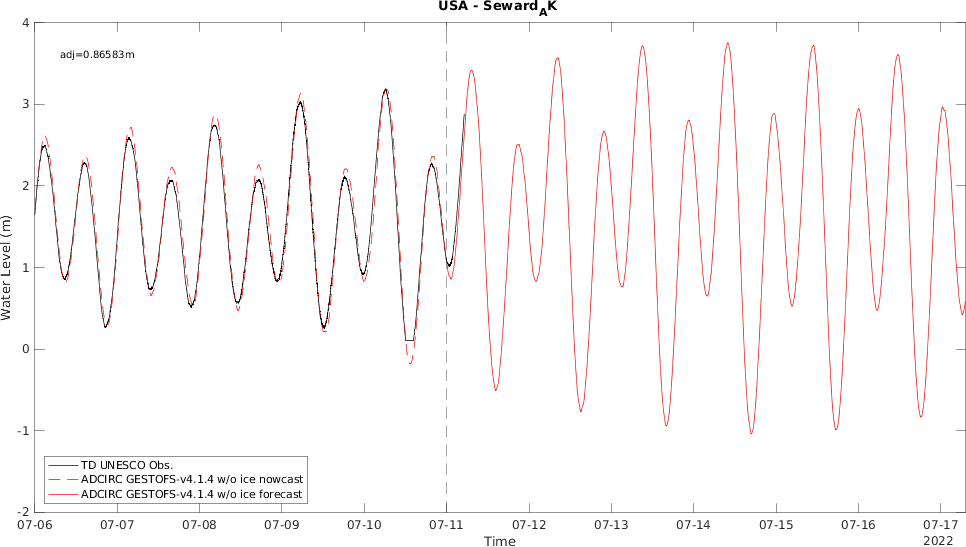 USA - Seward_AK
4
adj=0.86583m
3
2
1
0
-1
-2
Water Level (m)
TD UNESCO Obs.
ADCIRC GESTOFS-v4.1.4 w/o ice nowcast
ADCIRC GESTOFS-v4.1.4 w/o ice forecast
07-06 07-07 07-08 07-09 07-10 07-11 07-12 07-13 07-14 07-15 07-16 07-17
Time
2022